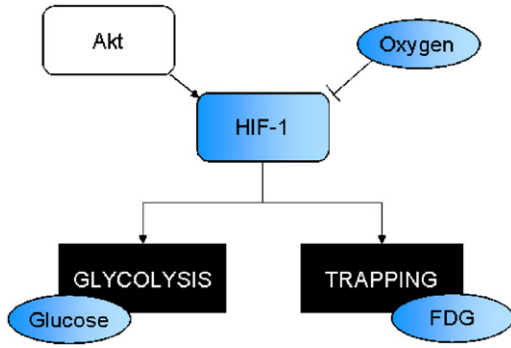 Akt
Oxygen
HIF-1
GLYCOLYSIS
TRAPPING
Glucose
FDG